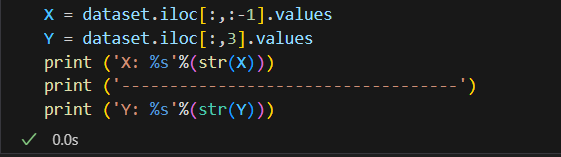 X = dataset.iloc[:,:-1].values
Y = dataset.iloc[:,3].values
print ('X: %s'%(str(X)))
print ('-----------------------------------')
print ('Y: %s'%(str(Y)))
✓ 0.0s